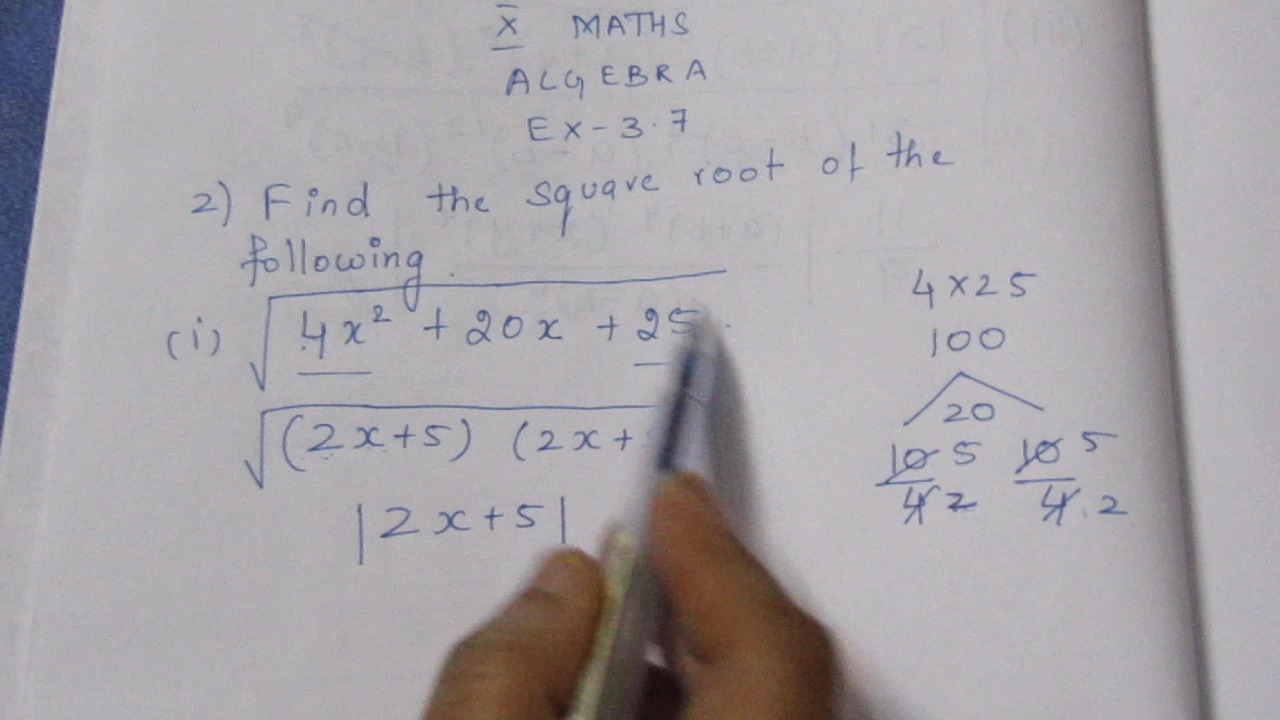 X MATHS
ALGEBRA
EX-3.7
2) Find the square root of the
following.
(i) √4x² + 20x + 25
√(2x+5) (2x+
|2x+5|
4×25
100
20
10 5 10 5
4 2 4.2